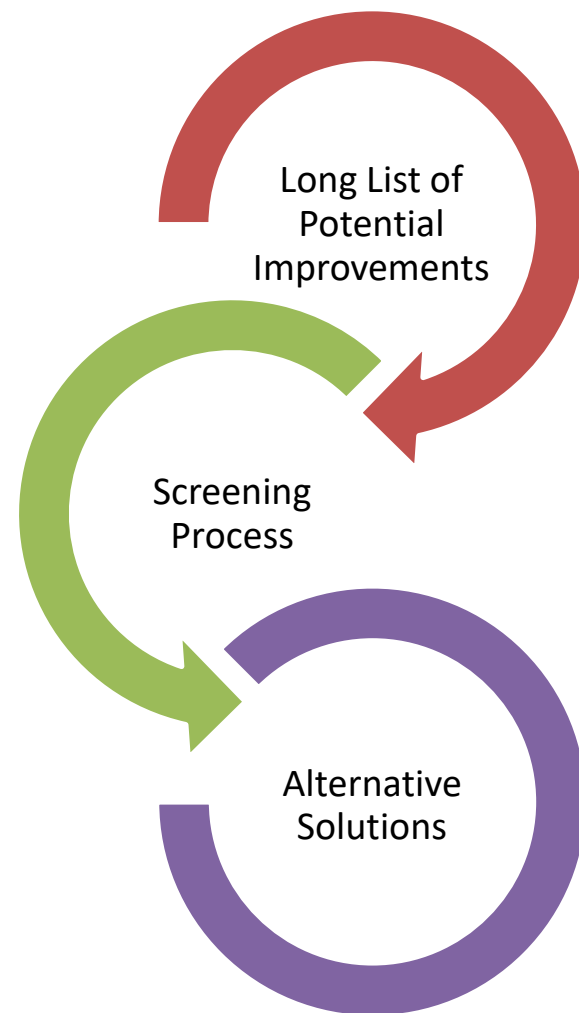 Long List of
Potential
Improvements
Screening
Process
Alternative
Solutions